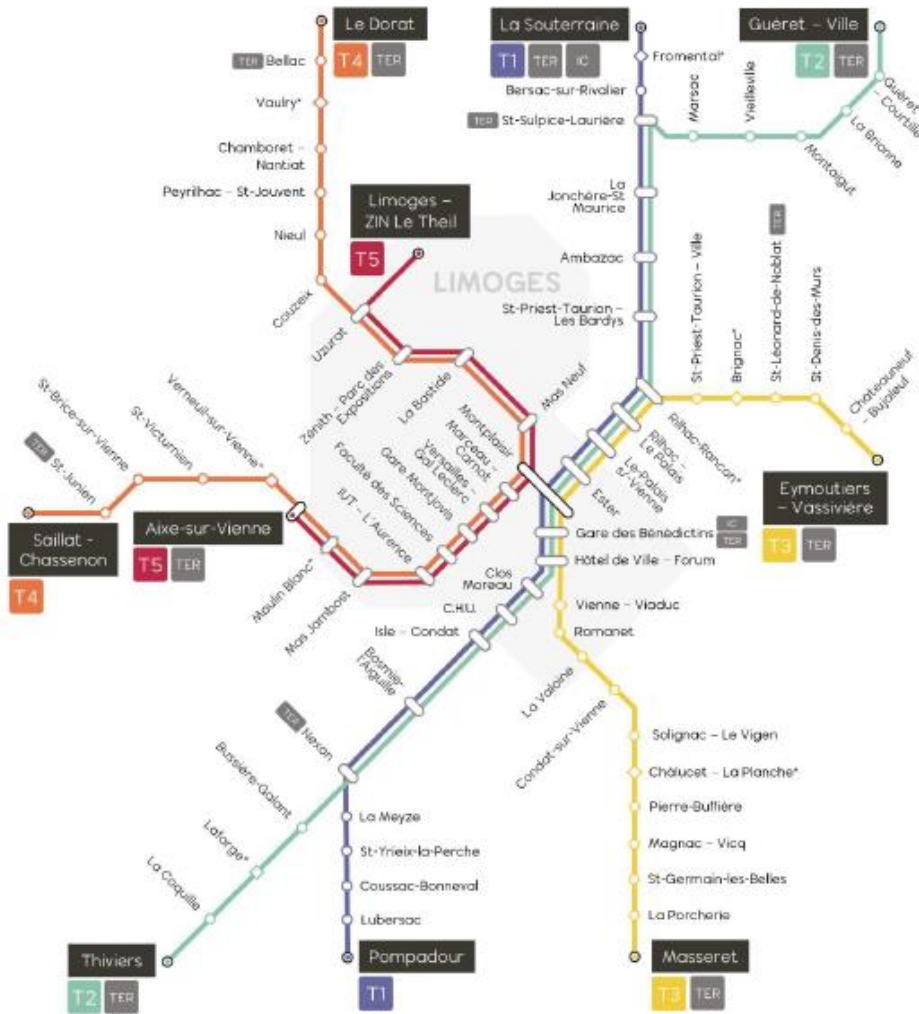 Le Dorat
T4
TER
TER
Bellac
Vaulry*
Chamboret –
Nantiat
Peyrilhac – St-Jouvent
Nieul
Couzeix
La Souterraine
T1
TER
IC
Fromental*
Bersac-sur-Rivalier
TER
St-Sulpice-Laurière
La
Jonchère-St
Maurice
Ambazac
St-Priest-Taurion –
Les Bardys
Guéret – Ville
T2
TER
Guéret
– Courtille
La Brionne
Montaigut
Vieilleville
Marsac
Limoges –
ZIN Le Theil
T5
LIMOGES
Uzurat
Zénith – Parc des
Expositions
La Bastide
Mas Neuf
Montplaisir
Marceau –
Carnot
Versailles –
Gal Leclerc
Gare Montjovis
Faculté des Sciences
IUT – L'Aurence
Mas Jambost
Moulin Blanc*
Aixe-sur-Vienne
T5
TER
Verneuil-sur-Vienne*
St-Victurnien
St-Brice-sur-Vienne
TER
St-Junien
Saillat -
Chassenon
T4
St-Priest-Taurion – Ville
Brignac*
TER
St-Léonard-de-Noblat
St-Denis-des-Murs
Châteauneuf
- Bujaleuf
Eymoutiers
– Vassivière
T3
TER
Rilhac-Rancon*
Rilhac –
Le Palais
Le-Palais
s/-Vienne
Ester
Gare des Bénédictins
IC
TER
Hôtel de Ville – Forum
Clos
Moreau
C.H.U.
Isle – Condat
Bosmie-
l'Aiguille
TER
Nexon
Bussière-Galant
Laforge*
La Coquille
Thiviers
T2
TER
La Meyze
St-Yrieix-la-Perche
Coussac-Bonneval
Lubersac
Pompadour
T1
Vienne – Viaduc
Romanet
La Valoine
Condat-sur-Vienne
Solignac – Le Vigen
Châlucet – La Planche*
Pierre-Buffière
Magnac – Vicq
St-Germain-les-Belles
La Porcherie
Masseret
T3
TER